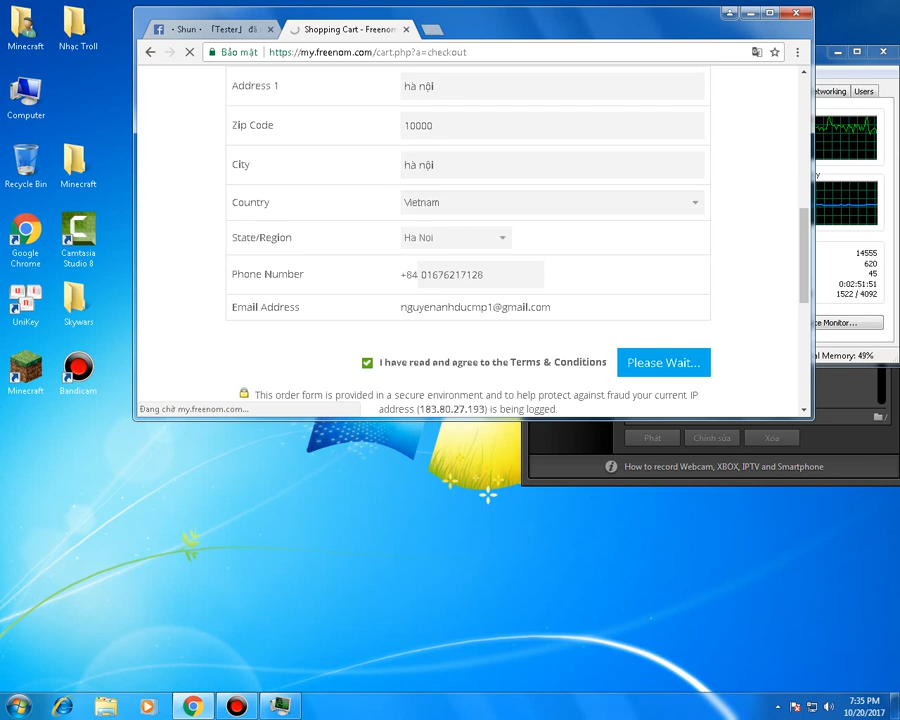 Minecraft
Nhạc Troll
Computer
Recycle Bin
Minecraft
Google Chrome
Camtasia Studio 8
UniKey
Skywars
Minecraft
Bandicam
- Shun - 「Tester」 đã
Shopping Cart - Freenom
Bảo mật
https://my.freenom.com/cart.php?a=checkout
Address 1
hà nội
Zip Code
10000
City
hà nội
Country
Vietnam
State/Region
Ha Noi
Phone Number
+84
01676217128
Email Address
nguyenanhducmp1@gmail.com
I have read and agree to the Terms & Conditions
Please Wait...
This order form is provided in a secure environment and to help protect against fraud your current IP
address (183.80.27.193) is being logged.
Đang chờ my.freenom.com...
etworking
Users
14555
620
45
0:02:51:51
1522 / 4092
ce Monitor...
al Memory: 49%
Phát
Chỉnh sửa
Xóa
How to record Webcam, XBOX, IPTV and Smartphone
7:35 PM
10/20/2017